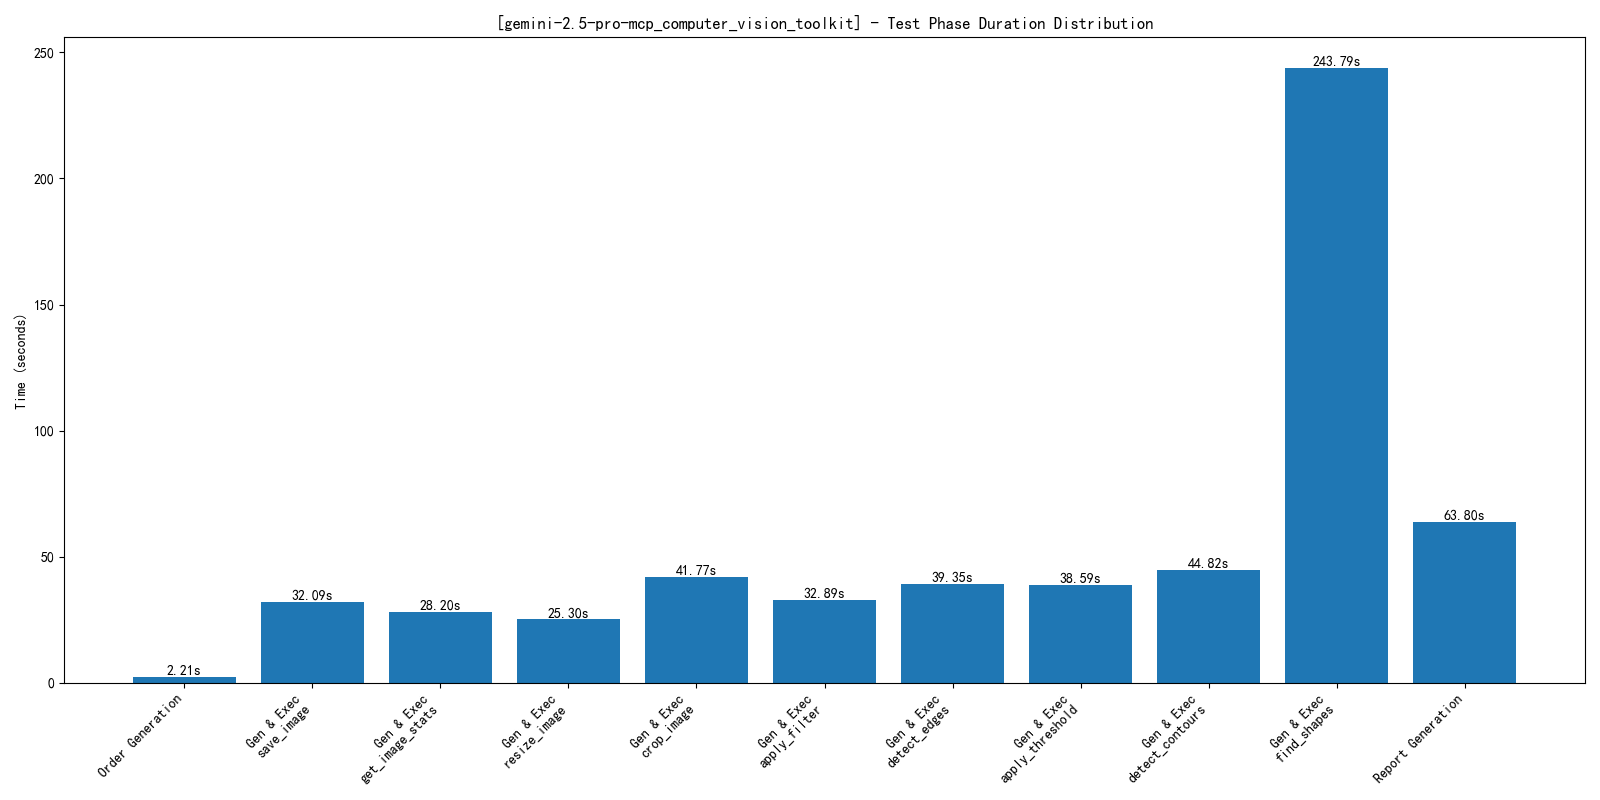 [gemini-2.5-pro-mcp_computer_vision_toolkit] - Test Phase Duration Distribution
Time (seconds)
250
200
150
100
50
0
2.21s
32.09s
28.20s
25.30s
41.77s
32.89s
39.35s
38.59s
44.82s
243.79s
63.80s
Order Generation
Gen & Exec
save_image
Gen & Exec
get_image_stats
Gen & Exec
resize_image
Gen & Exec
crop_image
Gen & Exec
apply_filter
Gen & Exec
detect_edges
Gen & Exec
apply_threshold
Gen & Exec
detect_contours
Gen & Exec
find_shapes
Report Generation